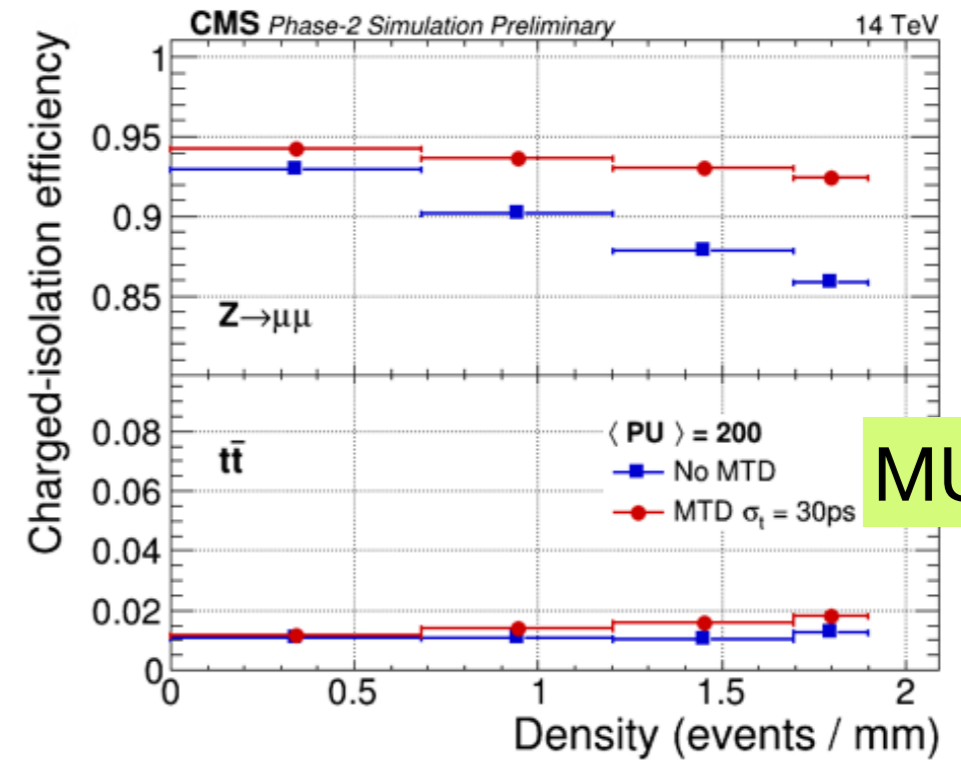 CMS Phase-2 Simulation Preliminary 14 TeV
Charged-isolation efficiency
1
0.95
0.9
0.85
Z→μμ
0.08
0.06
0.04
0.02
0
tt̄
⟨ PU ⟩ = 200
No MTD
MTD σt = 30ps
MU
0 0.5 1 1.5 2
Density (events / mm)